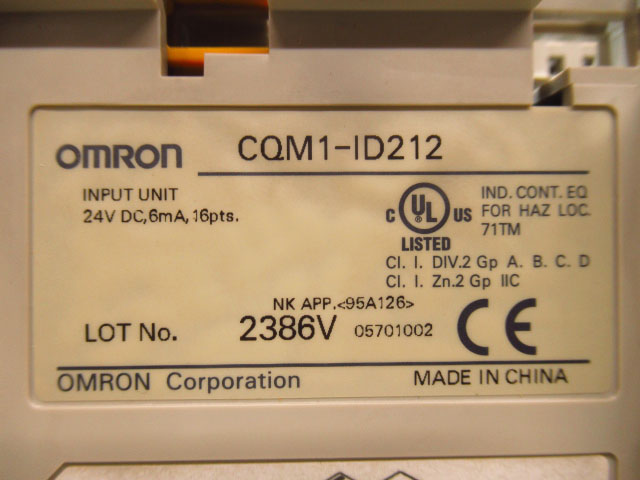 OMRON CQM1-ID212
INPUT UNIT
24V DC,6mA,16pts.
C UL US
LISTED
IND. CONT. EQ
FOR HAZ LOC.
71TM
Cl. I. DIV.2 Gp A. B. C. D
Cl. I. Zn.2 Gp IIC
NK APP.<95A126>
LOT No. 2386V 05701002 CE
OMRON Corporation MADE IN CHINA